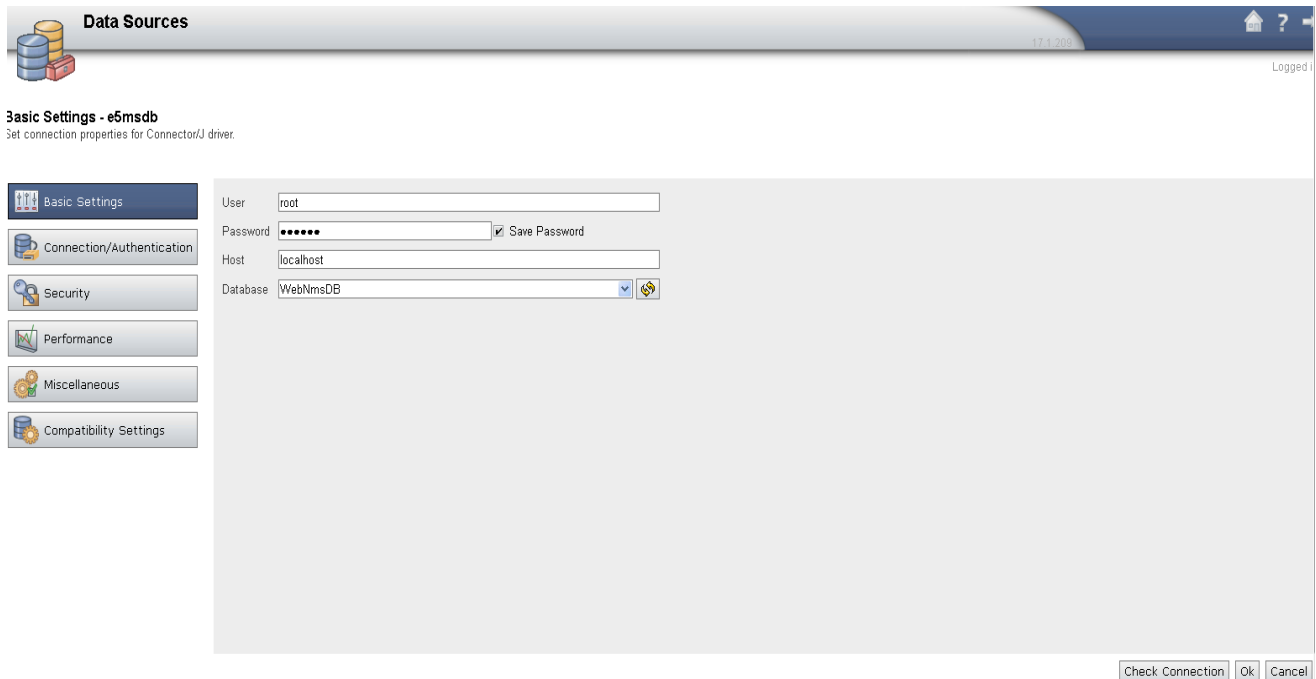 Data Sources
17.1.209
Logged i
Basic Settings - e5msdb
Set connection properties for Connector/J driver.
Basic Settings
Connection/Authentication
Security
Performance
Miscellaneous
Compatibility Settings
User root
Password •••••• Save Password
Host localhost
Database WebNmsDB
Check Connection Ok Cancel